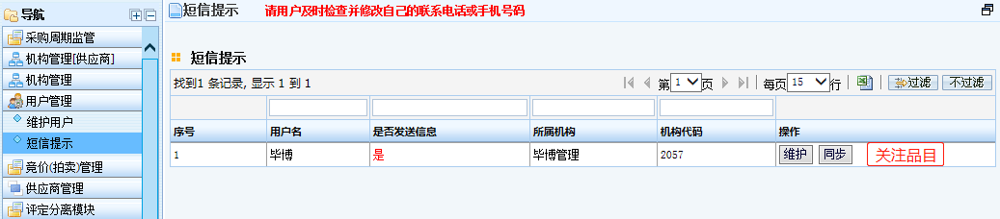 导航
采购周期监管
机构管理[供应商]
机构管理
用户管理
维护用户
短信提示
竞价(拍卖)管理
供应商管理
评定分离模块
短信提示 请用户及时检查并修改自己的联系电话或手机号码
短信提示
找到1 条记录, 显示 1 到 1 第 1 页 每页 15 行 过滤 不过滤
序号 用户名 是否发送信息 所属机构 机构代码 操作
1 毕博 是 毕博管理 2057 维护 同步 关注品目